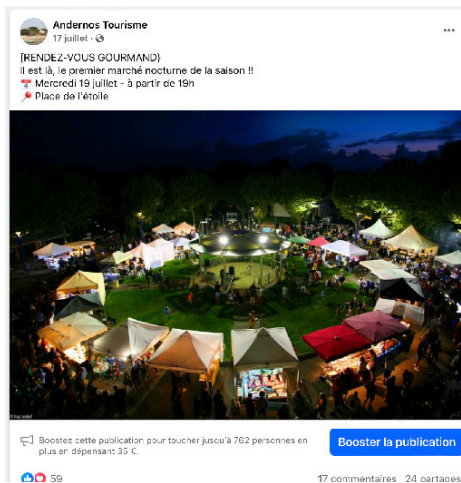 Andernos Tourisme
17 juillet ·
[RENDEZ-VOUS GOURMAND}
Il est là, le premier marché nocturne de la saison !!
Mercredi 19 juillet - à partir de 19h
Place de l'étoile
Boostez cette publication pour toucher jusqu'à 762 personnes en
plus en dépensant 35 €.
Booster la publication
59
17 commentaires 24 partages